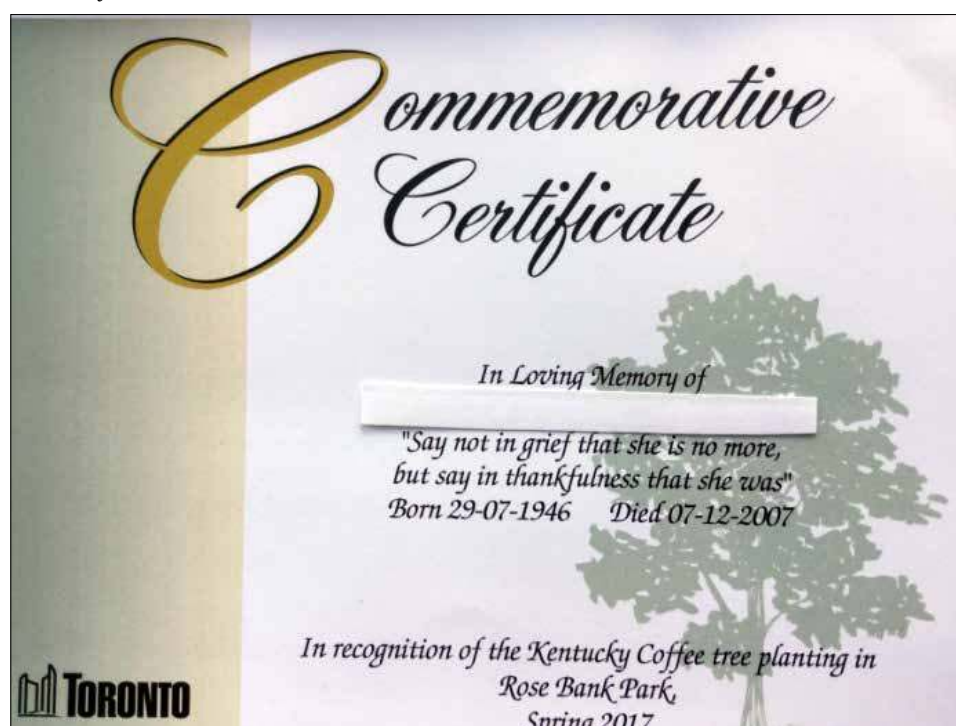 Commemorative
Certificate
In Loving Memory of
"Say not in grief that she is no more,
but say in thankfulness that she was"
Born 29-07-1946 Died 07-12-2007
In recognition of the Kentucky Coffee tree planting in
Rose Bank Park,
Spring 2017
TORONTO